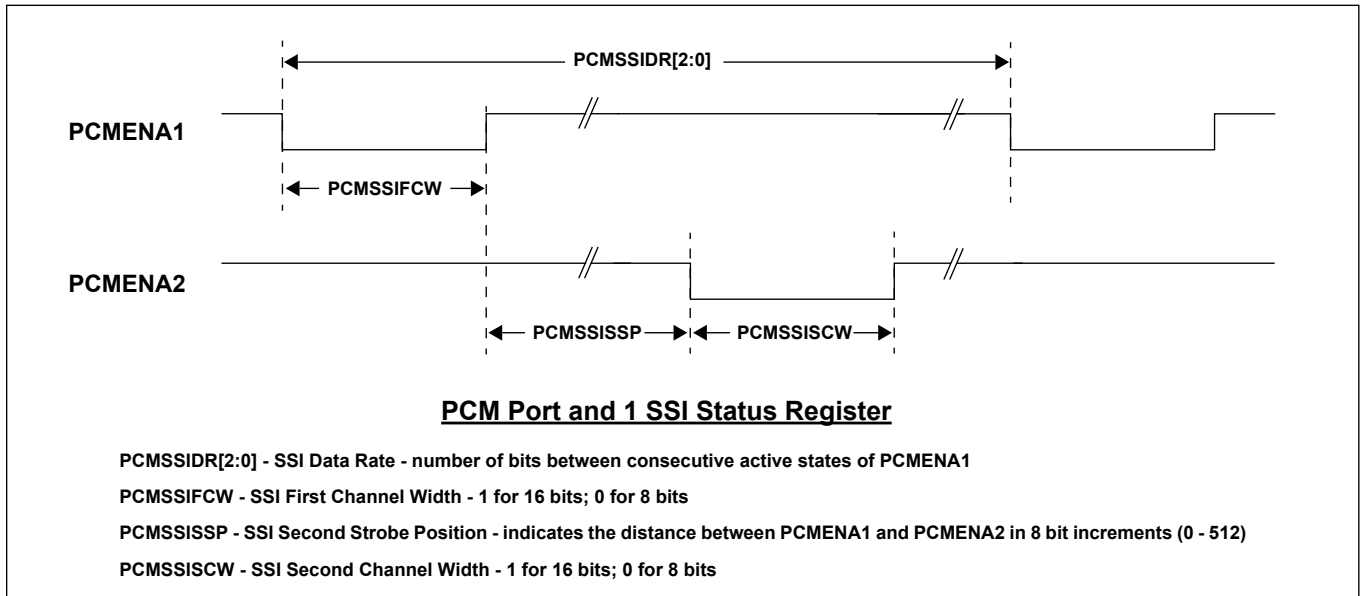 PCMSSIDR[2:0]
PCMENA1
PCMSSIFCW
PCMENA2
PCMSSISSP
PCMSSISCW
PCM Port and 1 SSI Status Register
PCMSSIDR[2:0] - SSI Data Rate - number of bits between consecutive active states of PCMENA1
PCMSSIFCW - SSI First Channel Width - 1 for 16 bits; 0 for 8 bits
PCMSSISSP - SSI Second Strobe Position - indicates the distance between PCMENA1 and PCMENA2 in 8 bit increments (0 - 512)
PCMSSISCW - SSI Second Channel Width - 1 for 16 bits; 0 for 8 bits